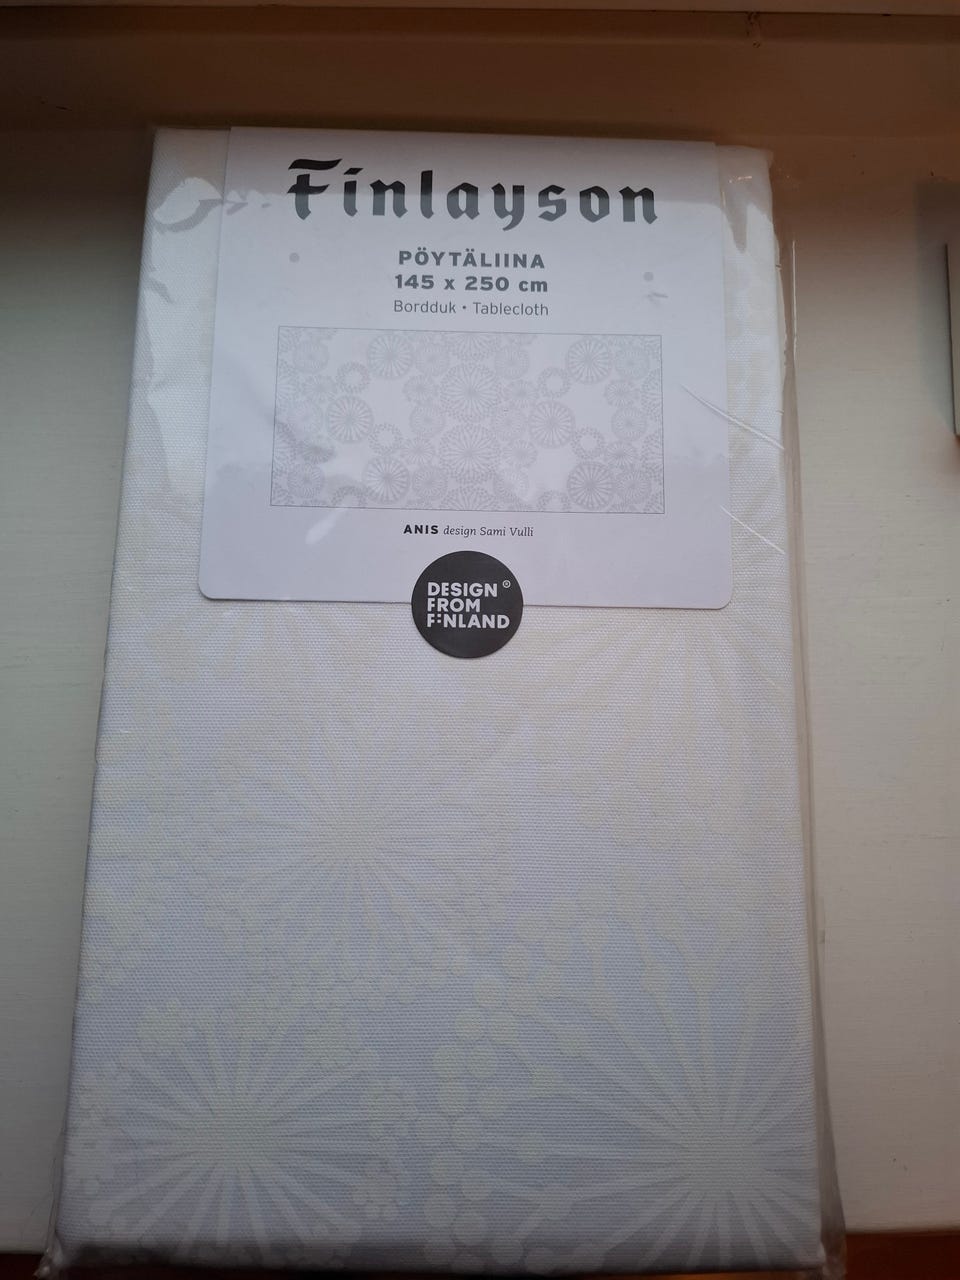 Finlayson
PÖYTÄLIINA
145 x 250 cm
Bordduk • Tablecloth
ANIS design Sami Vulli
DESIGN ®
FROM
FINLAND